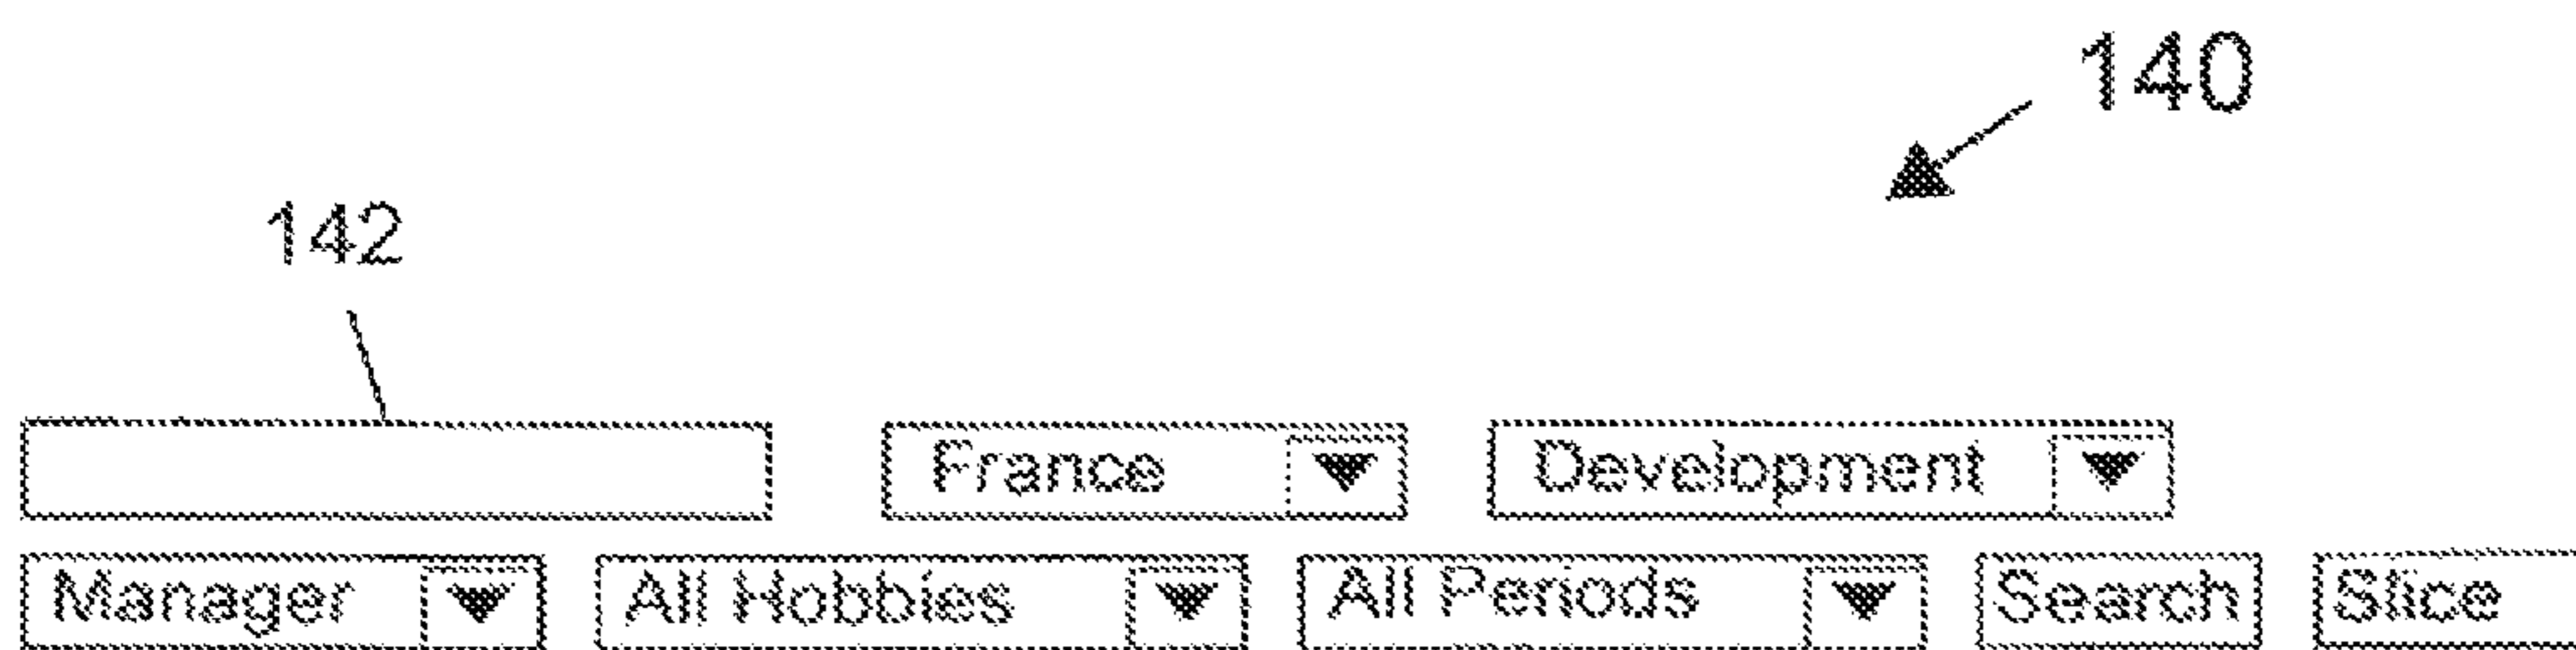 140
142
France Development
Manager All Hobbies All Periods Search Slice